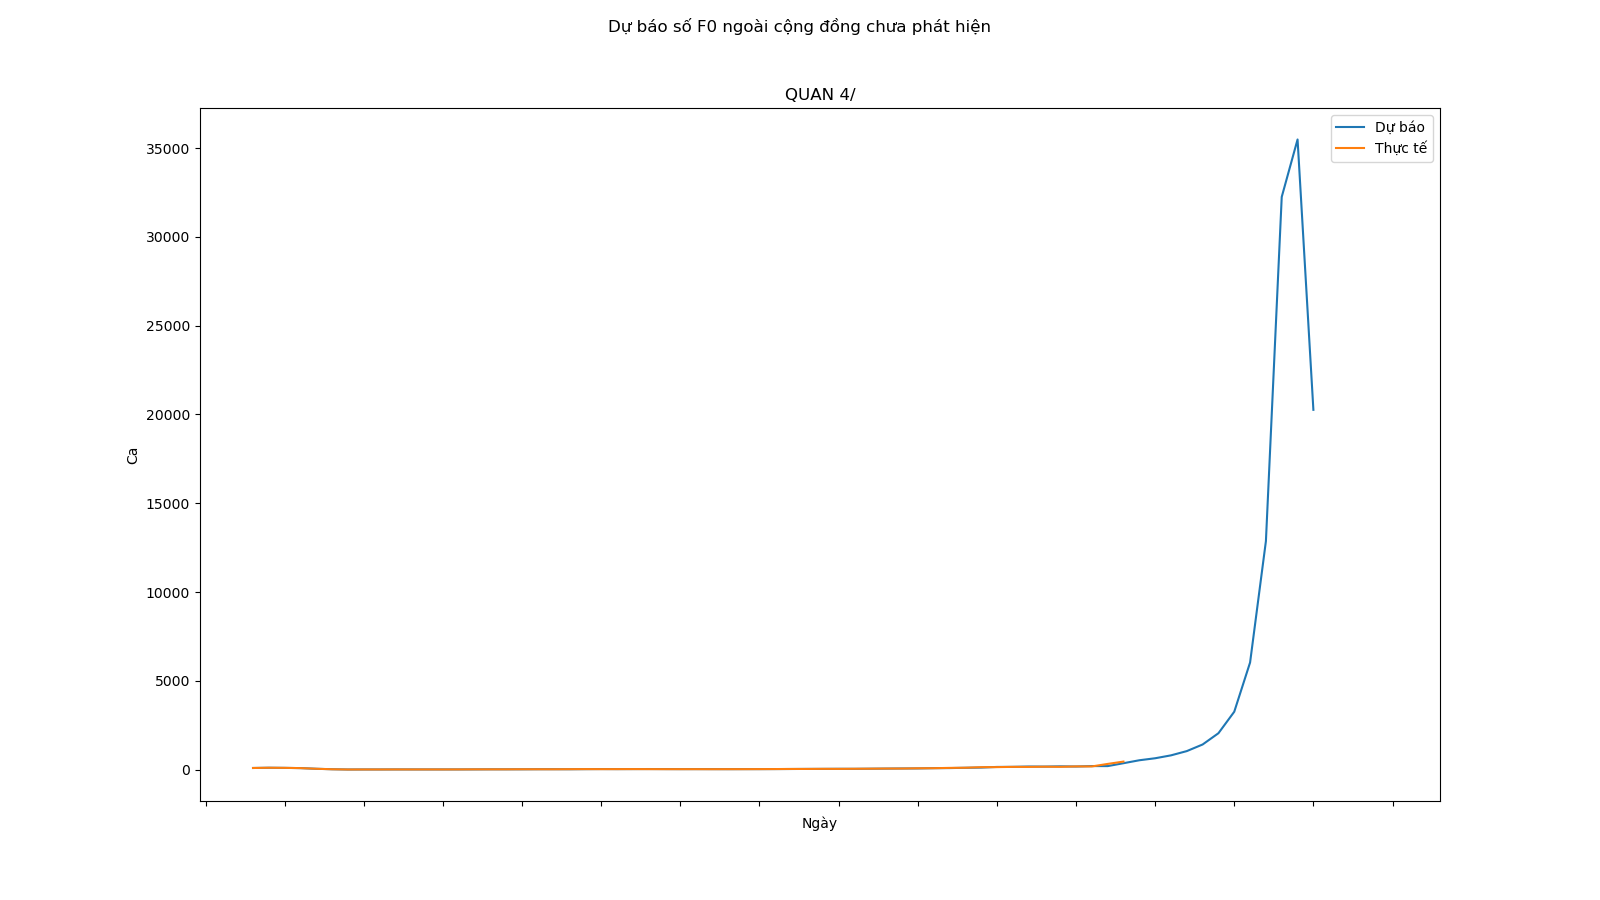 Dự báo số F0 ngoài cộng đồng chưa phát hiện
QUAN 4/
Dự báo
Thực tế
35000
30000
25000
20000
15000
10000
5000
0
Ca
Ngày